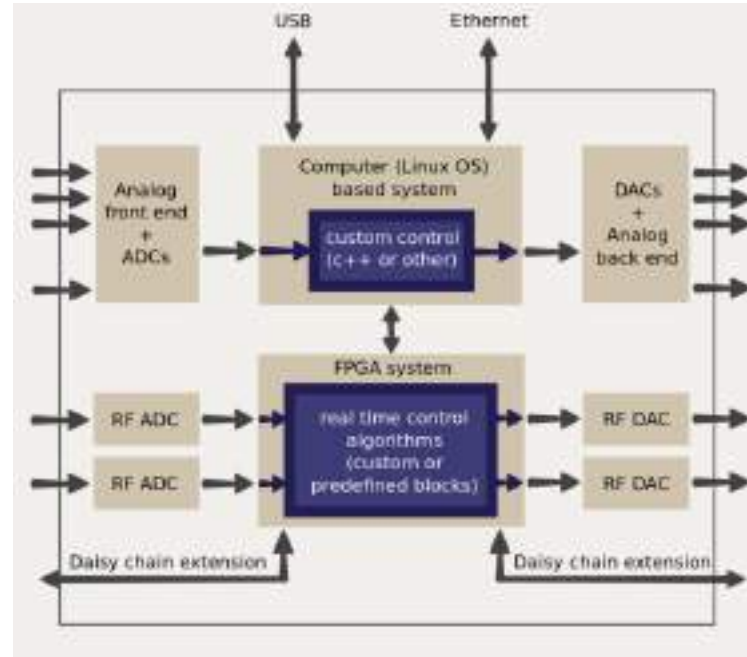 USB
Ethernet
Analog
front end
+
ADCs
Computer (Linux OS)
based system
custom control
(c++ or other)
DACs
+
Analog
back end
FPGA system
RF ADC
RF ADC
real time control
algorithms
(custom or
predefined blocks)
RF DAC
RF DAC
Daisy chain extension
Daisy chain extension